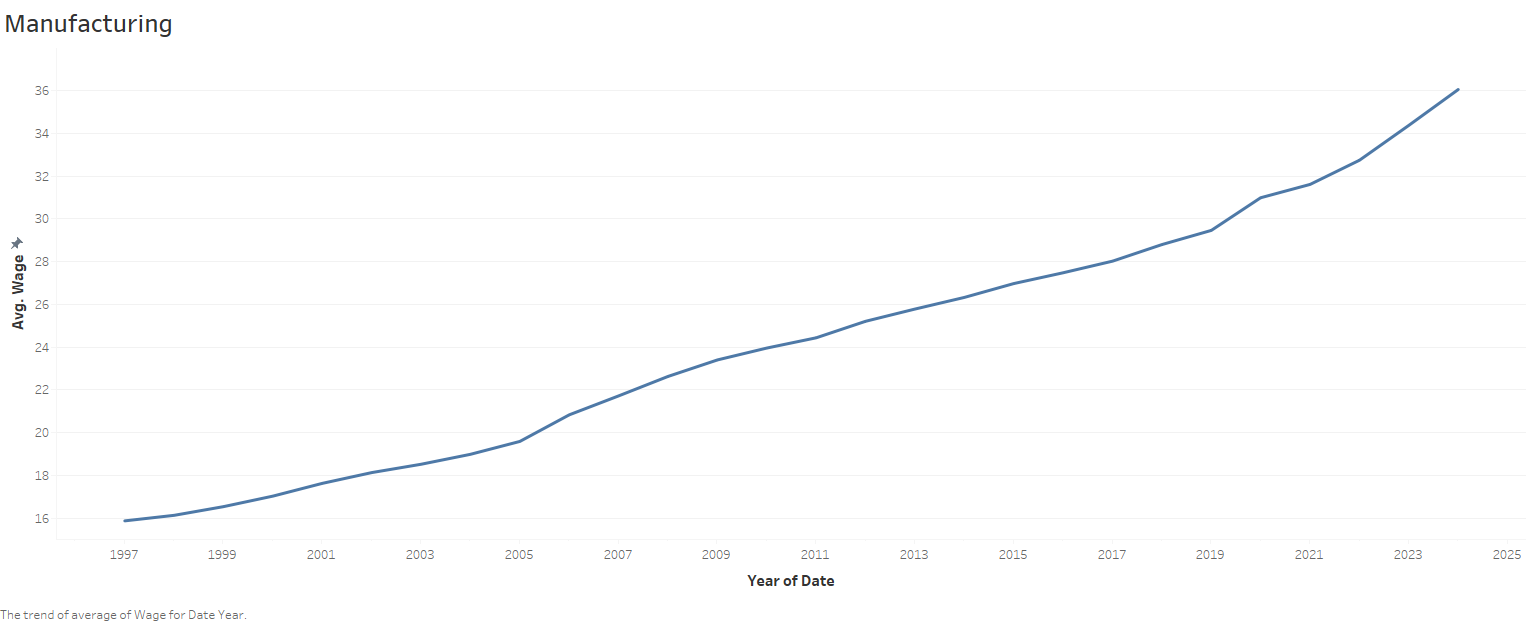 Manufacturing
36
34
32
30
28
26
24
22
20
18
16
Avg. Wage
1997 1999 2001 2003 2005 2007 2009 2011 2013 2015 2017 2019 2021 2023 2025
Year of Date
The trend of average of Wage for Date Year.